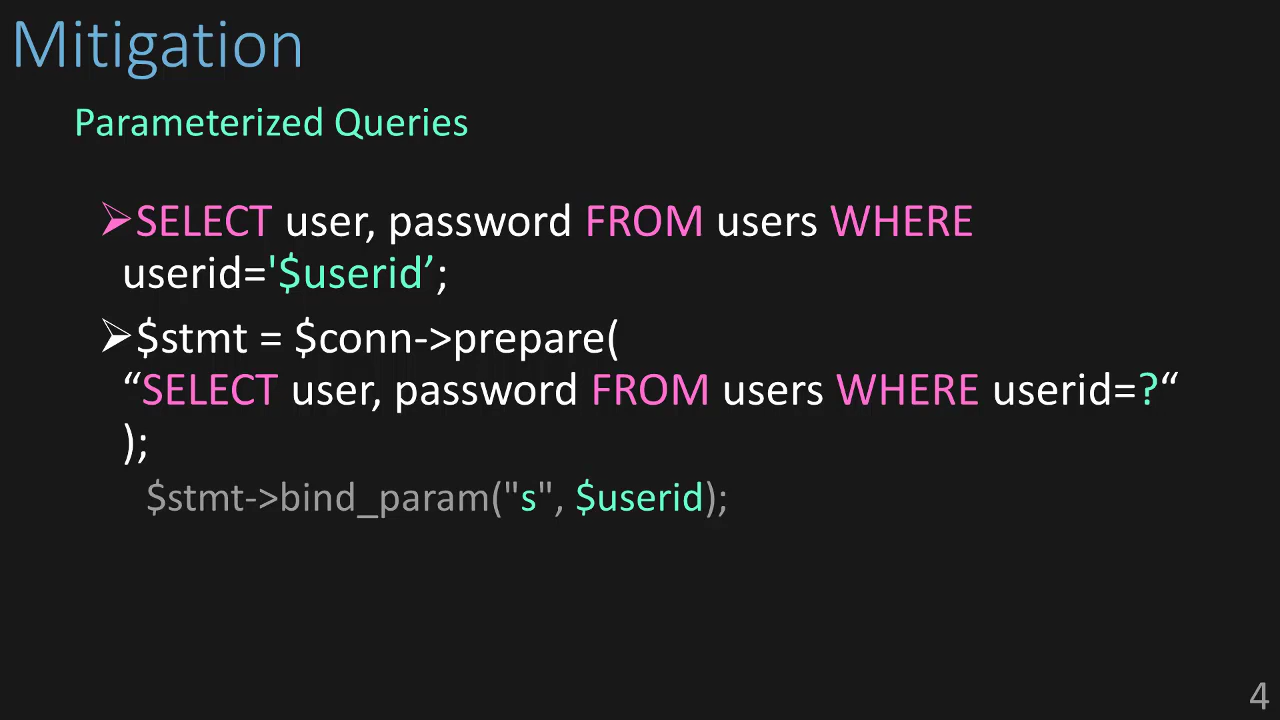 Mitigation
Parameterized Queries
➢SELECT user, password FROM users WHERE
userid='$userid’;
➢$stmt = $conn->prepare(
“SELECT user, password FROM users WHERE userid=?“
);
$stmt->bind_param("s", $userid);
4